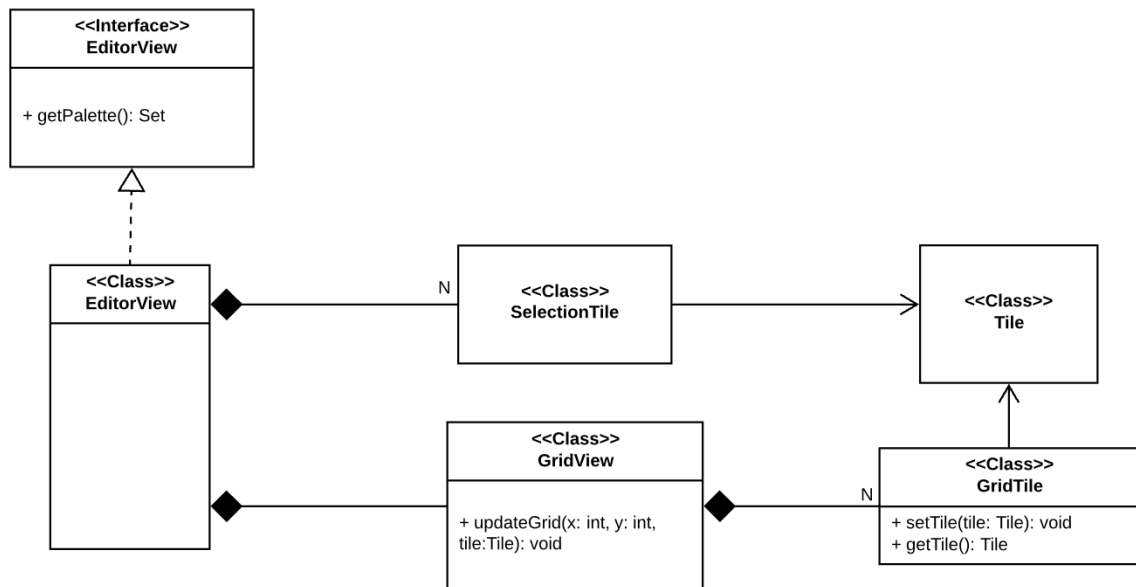 <<Interface>>
EditorView
+ getPalette(): Set
<<Class>>
EditorView
N
<<Class>>
SelectionTile
<<Class>>
Tile
<<Class>>
GridView
+ updateGrid(x: int, y: int,
tile:Tile): void
N
<<Class>>
GridTile
+ setTile(tile: Tile): void
+ getTile(): Tile